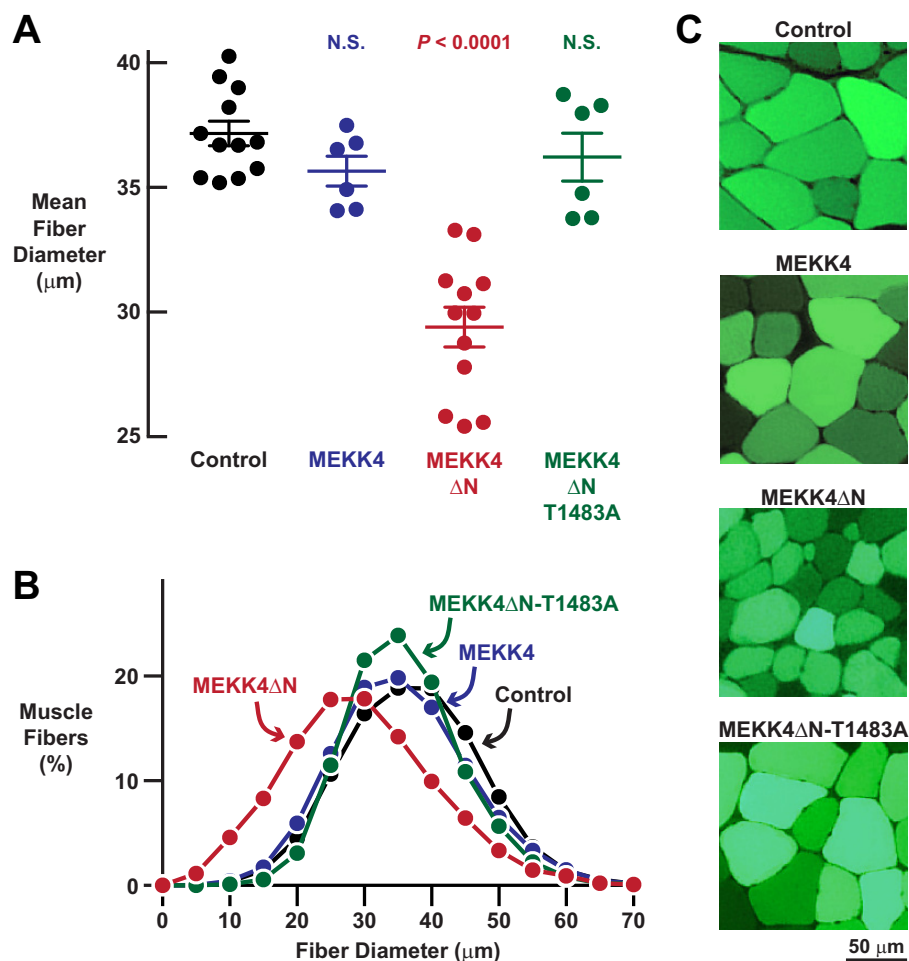 A
N.S.
P < 0.0001
N.S.
40
35
30
25
Mean
Fiber
Diameter
(μm)
Control
MEKK4
MEKK4
ΔN
MEKK4
ΔN
T1483A
B
MEKK4ΔN-T1483A
MEKK4
Control
MEKK4ΔN
Muscle
Fibers
(%)
20
10
0
0 10 20 30 40 50 60 70
Fiber Diameter (μm)
C
Control
MEKK4
MEKK4ΔN
MEKK4ΔN-T1483A
50 μm